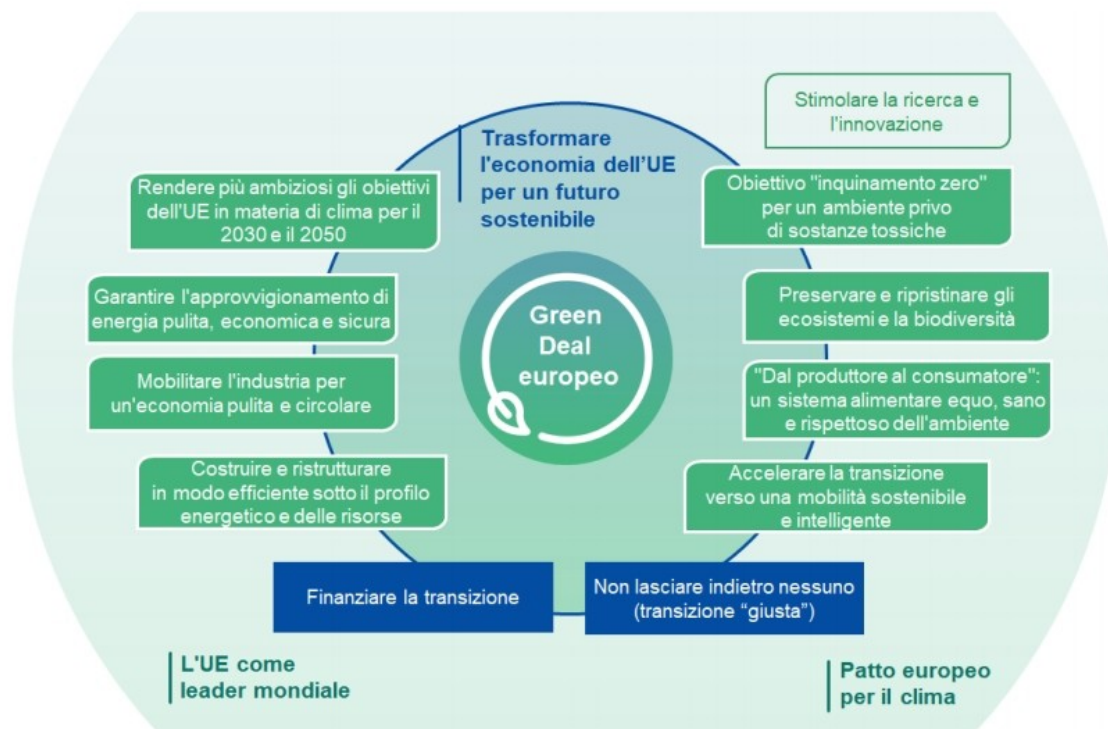 Stimolare la ricerca e
l'innovazione
Trasformare
l'economia dell'UE
per un futuro
sostenibile
Rendere più ambiziosi gli obiettivi
dell'UE in materia di clima per il
2030 e il 2050
Obiettivo "inquinamento zero"
per un ambiente privo
di sostanze tossiche
Garantire l'approvvigionamento di
energia pulita, economica e sicura
Preservare e ripristinare gli
ecosistemi e la biodiversità
Green
Deal
europeo
Mobilitare l'industria per
un'economia pulita e circolare
"Dal produttore al consumatore":
un sistema alimentare equo, sano
e rispettoso dell'ambiente
Costruire e ristrutturare
in modo efficiente sotto il profilo
energetico e delle risorse
Accelerare la transizione
verso una mobilità sostenibile
e intelligente
Finanziare la transizione
Non lasciare indietro nessuno
(transizione “giusta”)
L'UE come
leader mondiale
Patto europeo
per il clima